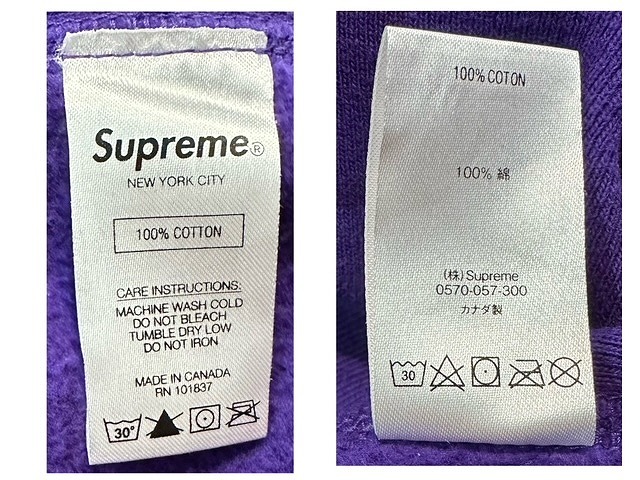 Supreme®
NEW YORK CITY
100% COTTON
CARE INSTRUCTIONS:
MACHINE WASH COLD
DO NOT BLEACH
TUMBLE DRY LOW
DO NOT IRON
MADE IN CANADA
RN 101837
30°
100% COTON
100% 綿
(株)Supreme
0570-057-300
カナダ製
30